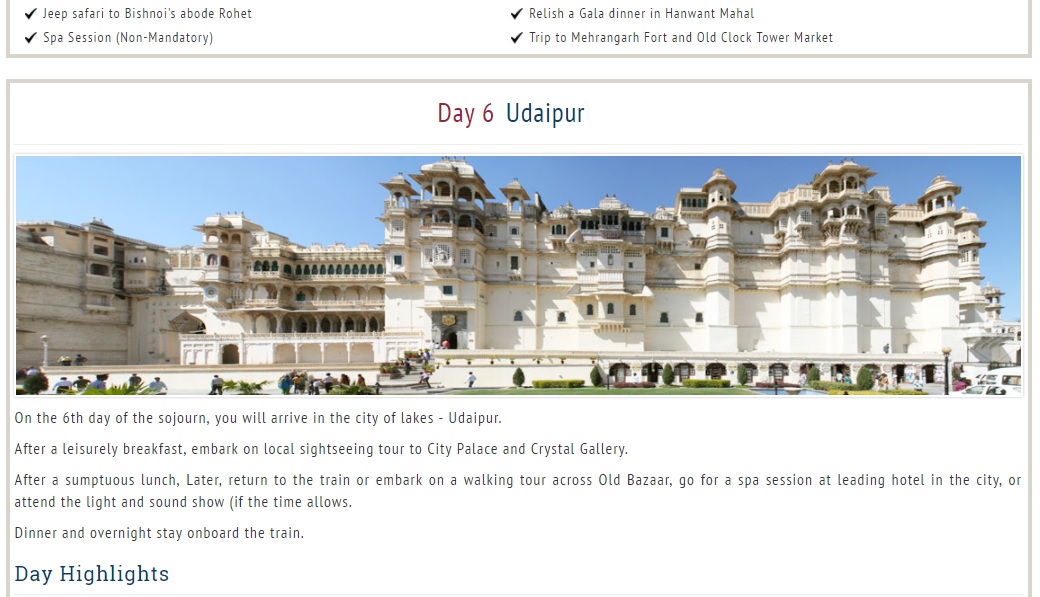 Jeep safari to Bishnoi's abode Rohet
Relish a Gala dinner in Hanwant Mahal
Spa Session (Non-Mandatory)
Trip to Mehrangarh Fort and Old Clock Tower Market
Day 6 Udaipur
On the 6th day of the sojourn, you will arrive in the city of lakes - Udaipur.
After a leisurely breakfast, embark on local sightseeing tour to City Palace and Crystal Gallery.
After a sumptuous lunch, Later, return to the train or embark on a walking tour across Old Bazaar, go for a spa session at leading hotel in the city, or
attend the light and sound show (if the time allows.
Dinner and overnight stay onboard the train.
Day Highlights